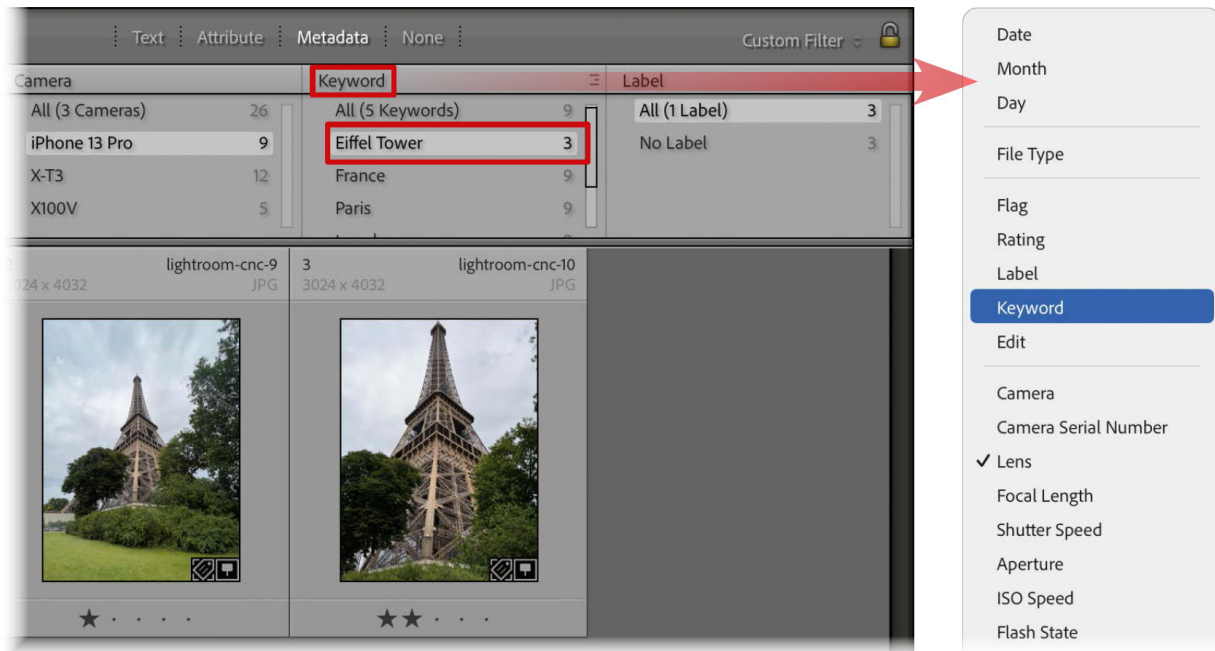 Text Attribute Metadata None Custom Filter
Camera Keyword Label
All (3 Cameras) 26 All (5 Keywords) 9 All (1 Label) 3
iPhone 13 Pro 9 Eiffel Tower 3 No Label 3
X-T3 12 France 9
X100V 5 Paris 9
lightroom-cnc-9 3 lightroom-cnc-10
JPG 3024 x 4032 JPG
Date
Month
Day
File Type
Flag
Rating
Label
Keyword
Edit
Camera
Camera Serial Number
Lens
Focal Length
Shutter Speed
Aperture
ISO Speed
Flash State